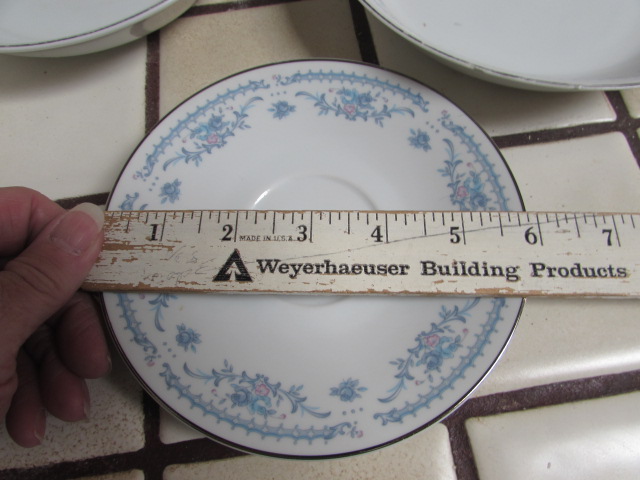 1 2 3 4 5 6 7
MADE IN U.S.A.
Weyerhaeuser Building Products